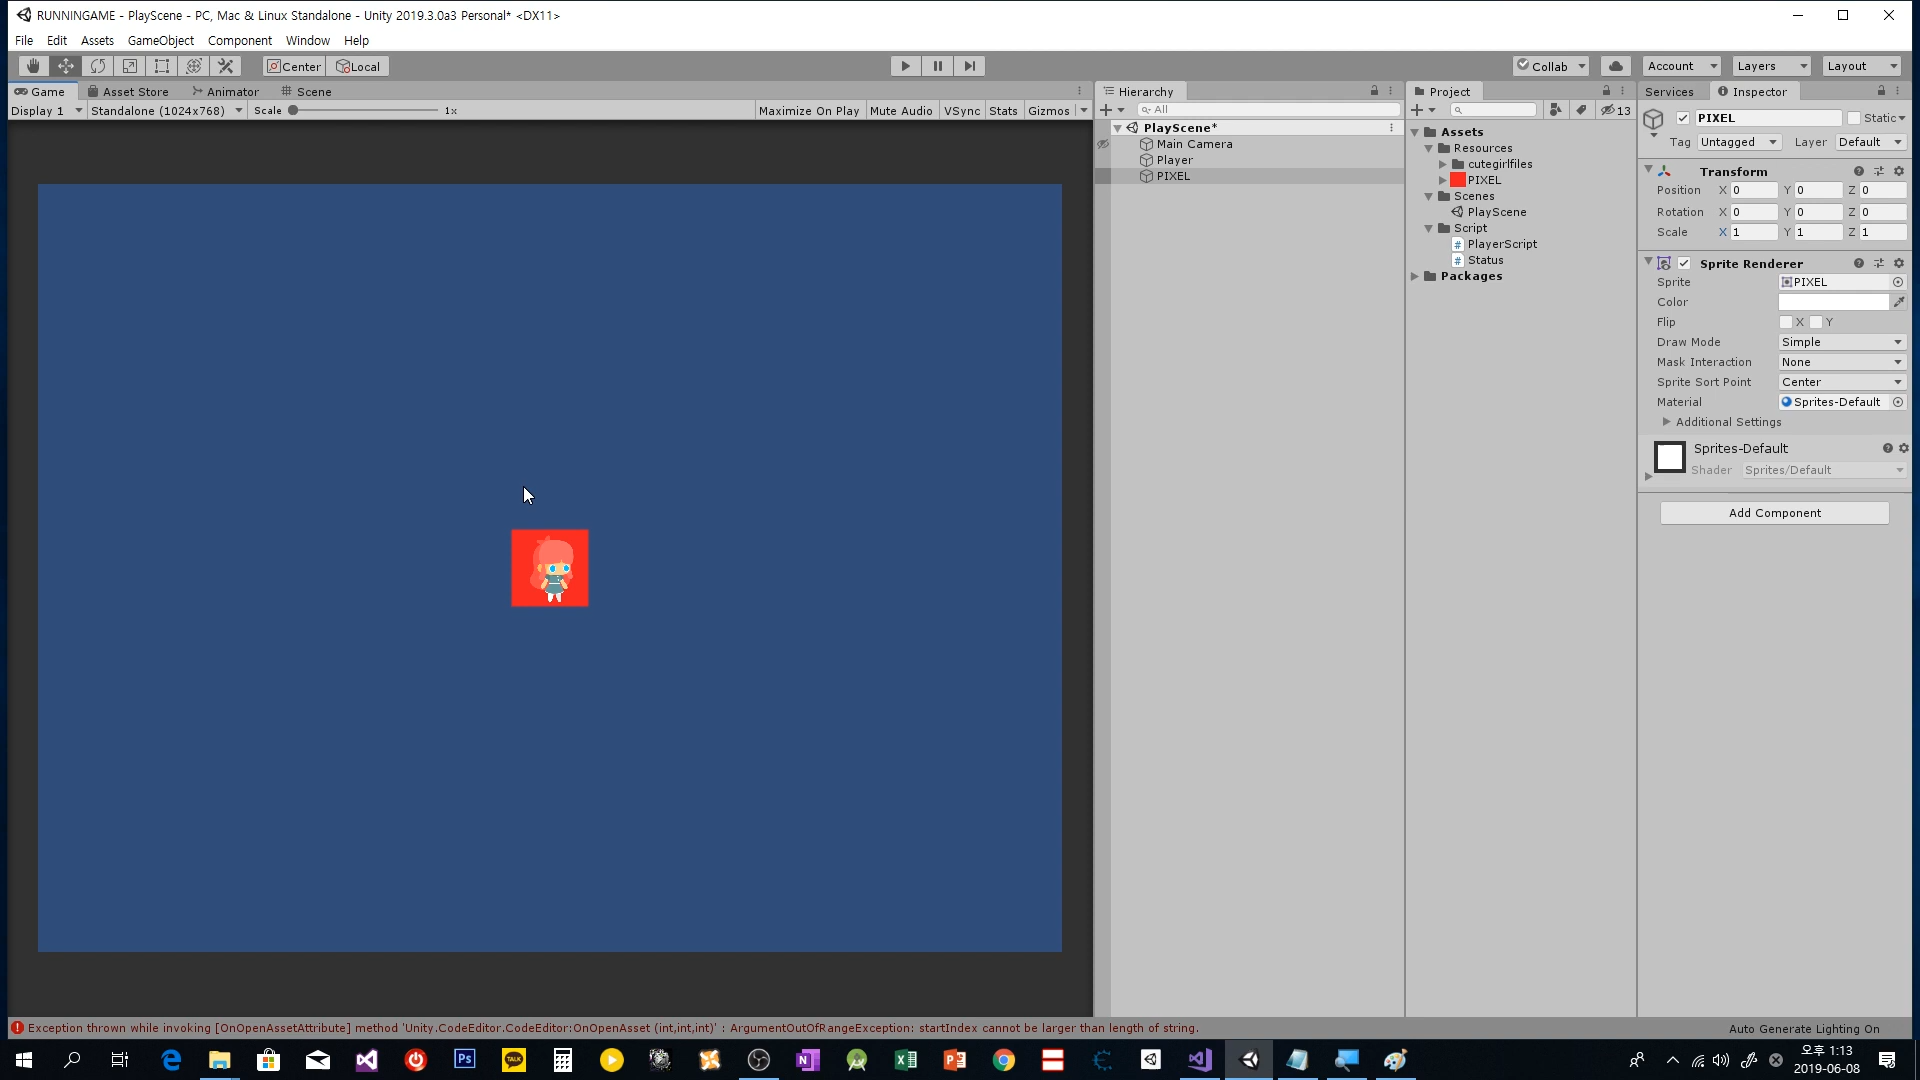 RUNNINGAME - PlayScene - PC, Mac & Linux Standalone - Unity 2019.3.0a3 Personal* <DX11>
File Edit Assets GameObject Component Window Help
Center Local Collab Account Layers Layout
Game Asset Store Animator Scene
Display 1 Standalone (1024x768) Scale 1x Maximize On Play Mute Audio VSync Stats Gizmos
Hierarchy
All
PlayScene*
Main Camera
Player
PIXEL
Project
13
Assets
Resources
cutegirlfiles
PIXEL
Scenes
PlayScene
Script
# PlayerScript
# Status
Packages
Services Inspector
PIXEL Static
Tag Untagged Layer Default
Transform
Position X 0 Y 0 Z 0
Rotation X 0 Y 0 Z 0
Scale X 1 Y 1 Z 1
Sprite Renderer
Sprite PIXEL
Color
Flip X Y
Draw Mode Simple
Mask Interaction None
Sprite Sort Point Center
Material Sprites-Default
Additional Settings
Sprites-Default
Shader Sprites/Default
Add Component
Exception thrown while invoking [OnOpenAssetAttribute] method 'Unity.CodeEditor.CodeEditor:OnOpenAsset (int,int,int)' : ArgumentOutOfRangeException: startIndex cannot be larger than length of string.
Auto Generate Lighting On
Ps
TALK
오후 1:13
2019-06-08